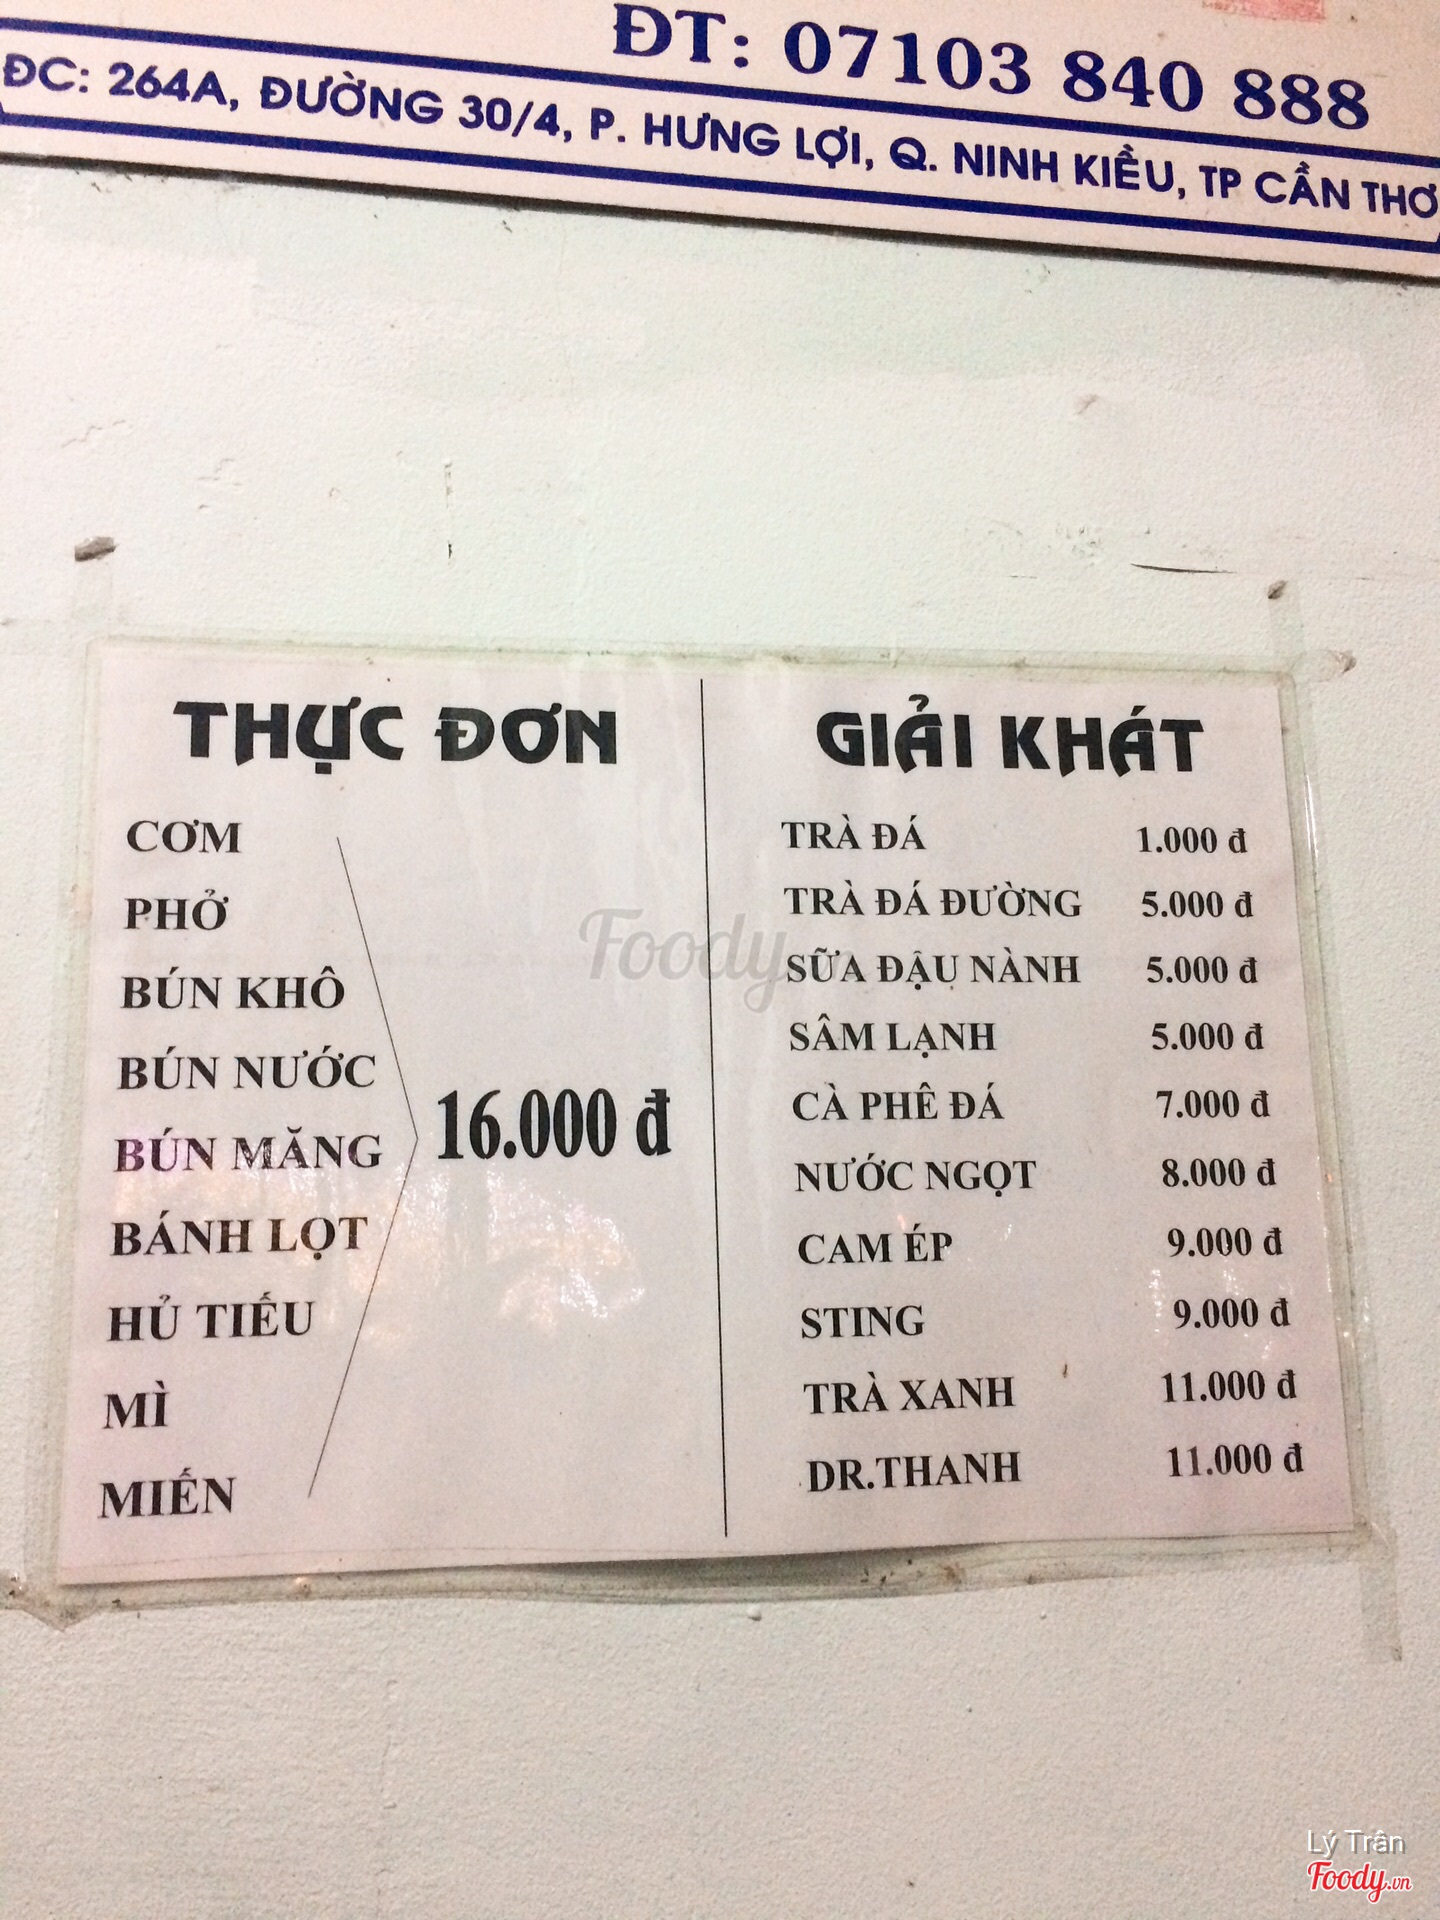 ĐT: 07103 840 888
ĐC: 264A, ĐƯỜNG 30/4, P. HƯNG LỢI, Q. NINH KIỀU, TP CẦN THƠ
THỰC ĐƠN
CƠM
PHỞ
BÚN KHÔ
BÚN NƯỚC
BÚN MĂNG
BÁNH LỌT
HỦ TIẾU
MÌ
MIẾN
16.000 đ
GIẢI KHÁT
TRÀ ĐÁ 1.000 đ
TRÀ ĐÁ ĐƯỜNG 5.000 đ
SỮA ĐẬU NÀNH 5.000 đ
SÂM LẠNH 5.000 đ
CÀ PHÊ ĐÁ 7.000 đ
NƯỚC NGỌT 8.000 đ
CAM ÉP 9.000 đ
STING 9.000 đ
TRÀ XANH 11.000 đ
DR.THANH 11.000 đ
Foody
Lý Trân
Foody.vn